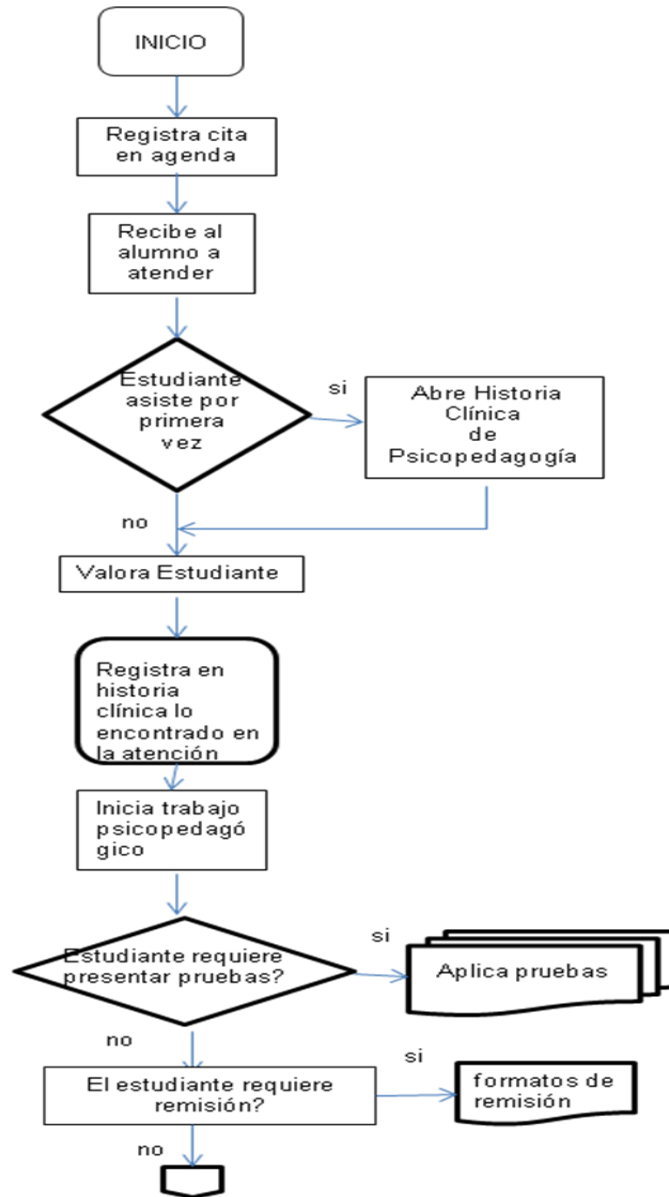 INICIO
Registra cita
en agenda
Recibe al
alumno a
atender
Estudiante
asiste por
primera
vez
si
Abre Historia
Clínica
de
Psicopedagogía
no
Valora Estudiante
Registra en
historia
clínica lo
encontrado en
la atención
Inicia trabajo
psicopedagó
gico
Estudiante requiere
presentar pruebas?
si
Aplica pruebas
no
El estudiante requiere
remisión?
si
formatos de
remisión
no